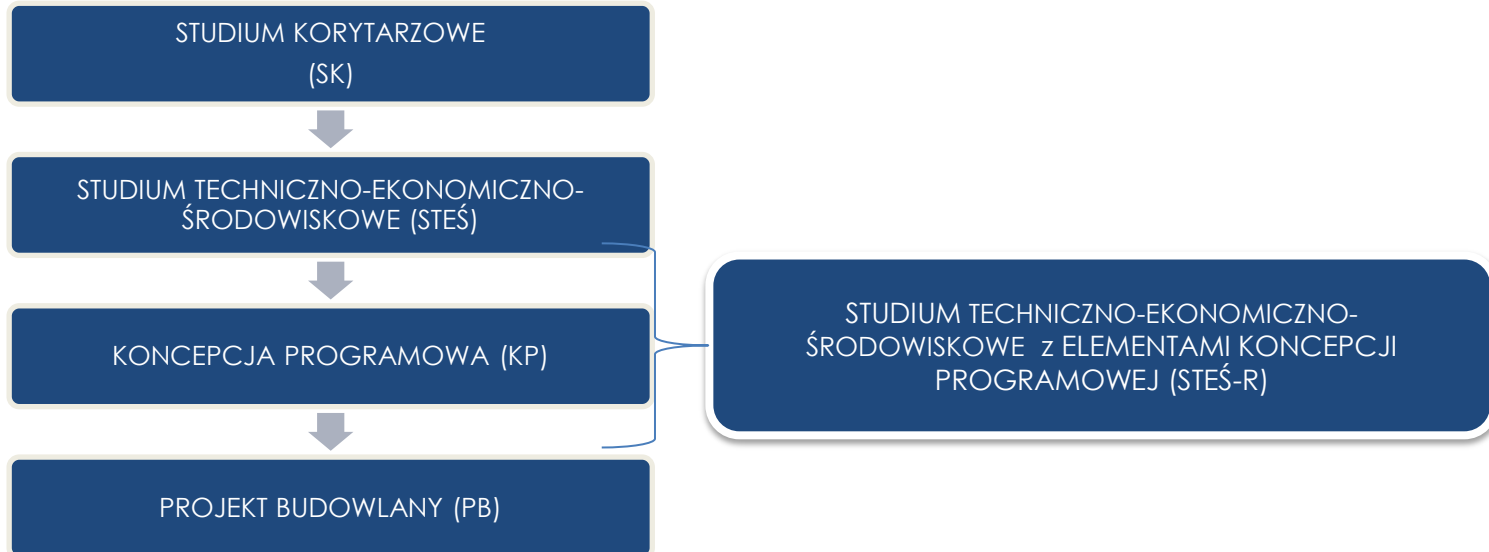 STUDIUM KORYTARZOWE
(SK)
STUDIUM TECHNICZNO-EKONOMICZNO-
ŚRODOWISKOWE (STEŚ)
KONCEPCJA PROGRAMOWA (KP)
PROJEKT BUDOWLANY (PB)
STUDIUM TECHNICZNO-EKONOMICZNO-
ŚRODOWISKOWE z ELEMENTAMI KONCEPCJI
PROGRAMOWEJ (STEŚ-R)